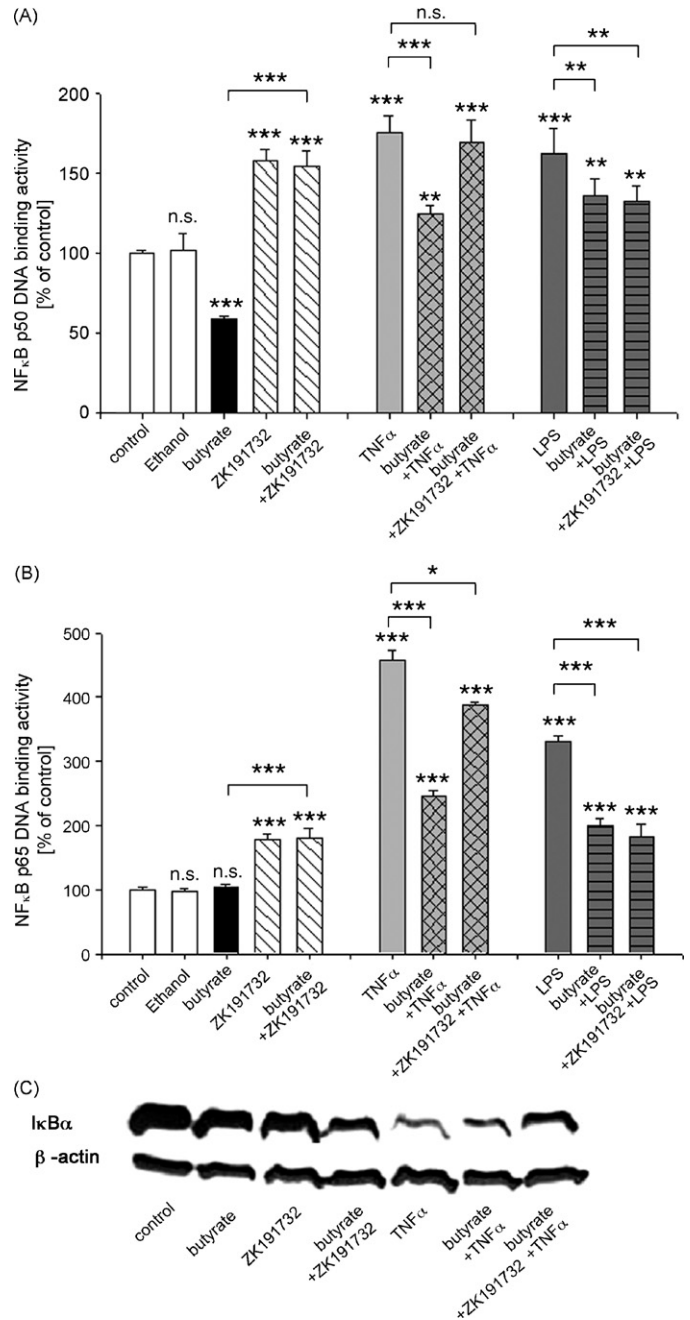 (A)
NFκB p50 DNA binding activity
[% of control]
200
150
100
50
0
n.s.
***
***
***
***
n.s.
***
***
**
***
**
**
***
**
**
control
Ethanol
butyrate
ZK191732
butyrate
+ZK191732
TNFα
butyrate
+TNFα
butyrate
+ZK191732 +TNFα
LPS
butyrate
+LPS
butyrate
+ZK191732 +LPS
(B)
NFκB p65 DNA binding activity
[% of control]
500
400
300
200
100
0
n.s.
n.s.
***
***
***
*
***
***
***
***
***
***
***
***
***
control
Ethanol
butyrate
ZK191732
butyrate
+ZK191732
TNFα
butyrate
+TNFα
butyrate
+ZK191732 +TNFα
LPS
butyrate
+LPS
butyrate
+ZK191732 +LPS
(C)
IκBα
β -actin
control
butyrate
ZK191732
butyrate
+ZK191732
TNFα
butyrate
+TNFα
butyrate
+ZK191732 +TNFα